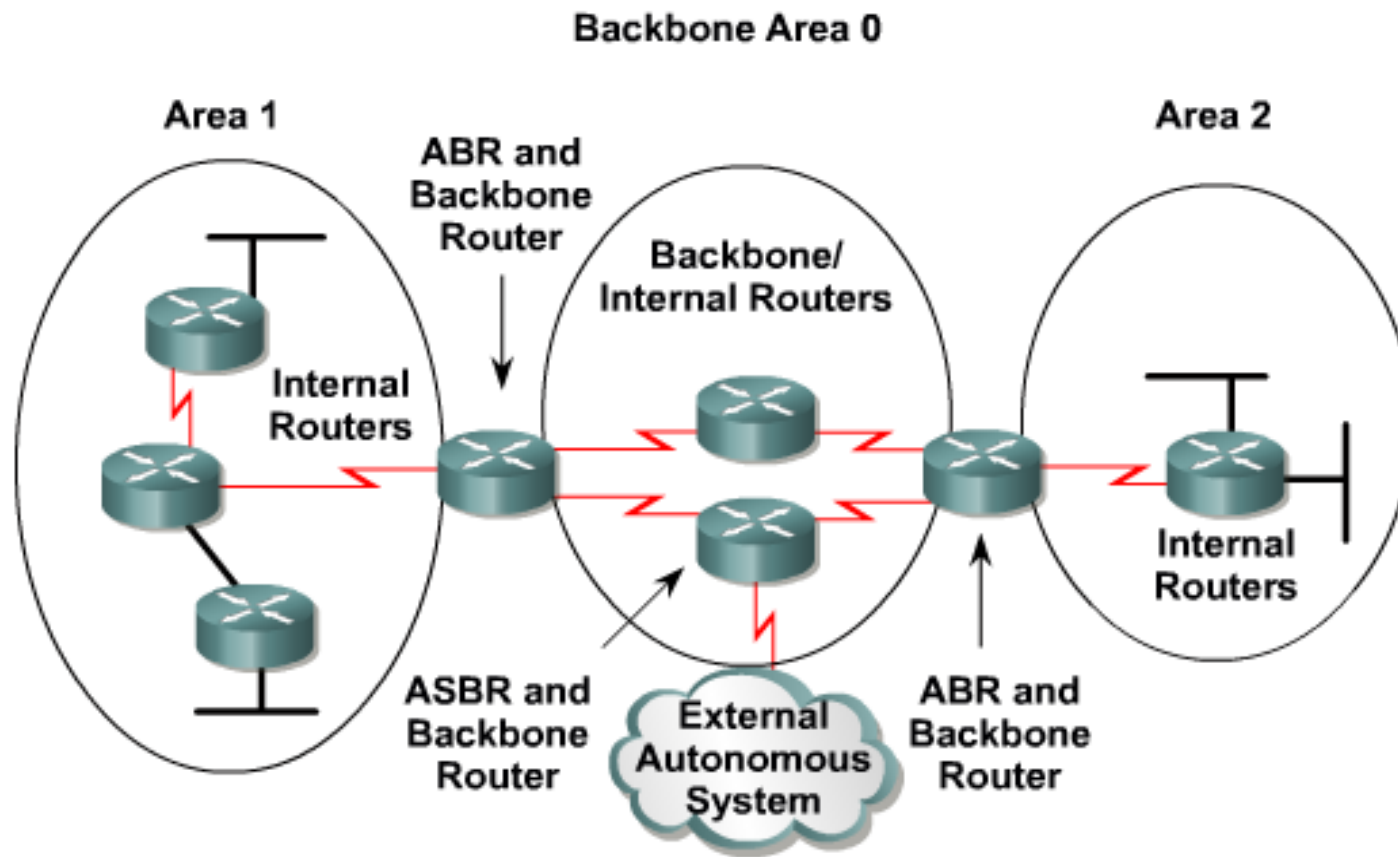 Backbone Area 0
Area 1
Area 2
ABR and
Backbone
Router
Backbone/
Internal Routers
Internal
Routers
Internal
Routers
ASBR and
Backbone
Router
External
Autonomous
System
ABR and
Backbone
Router